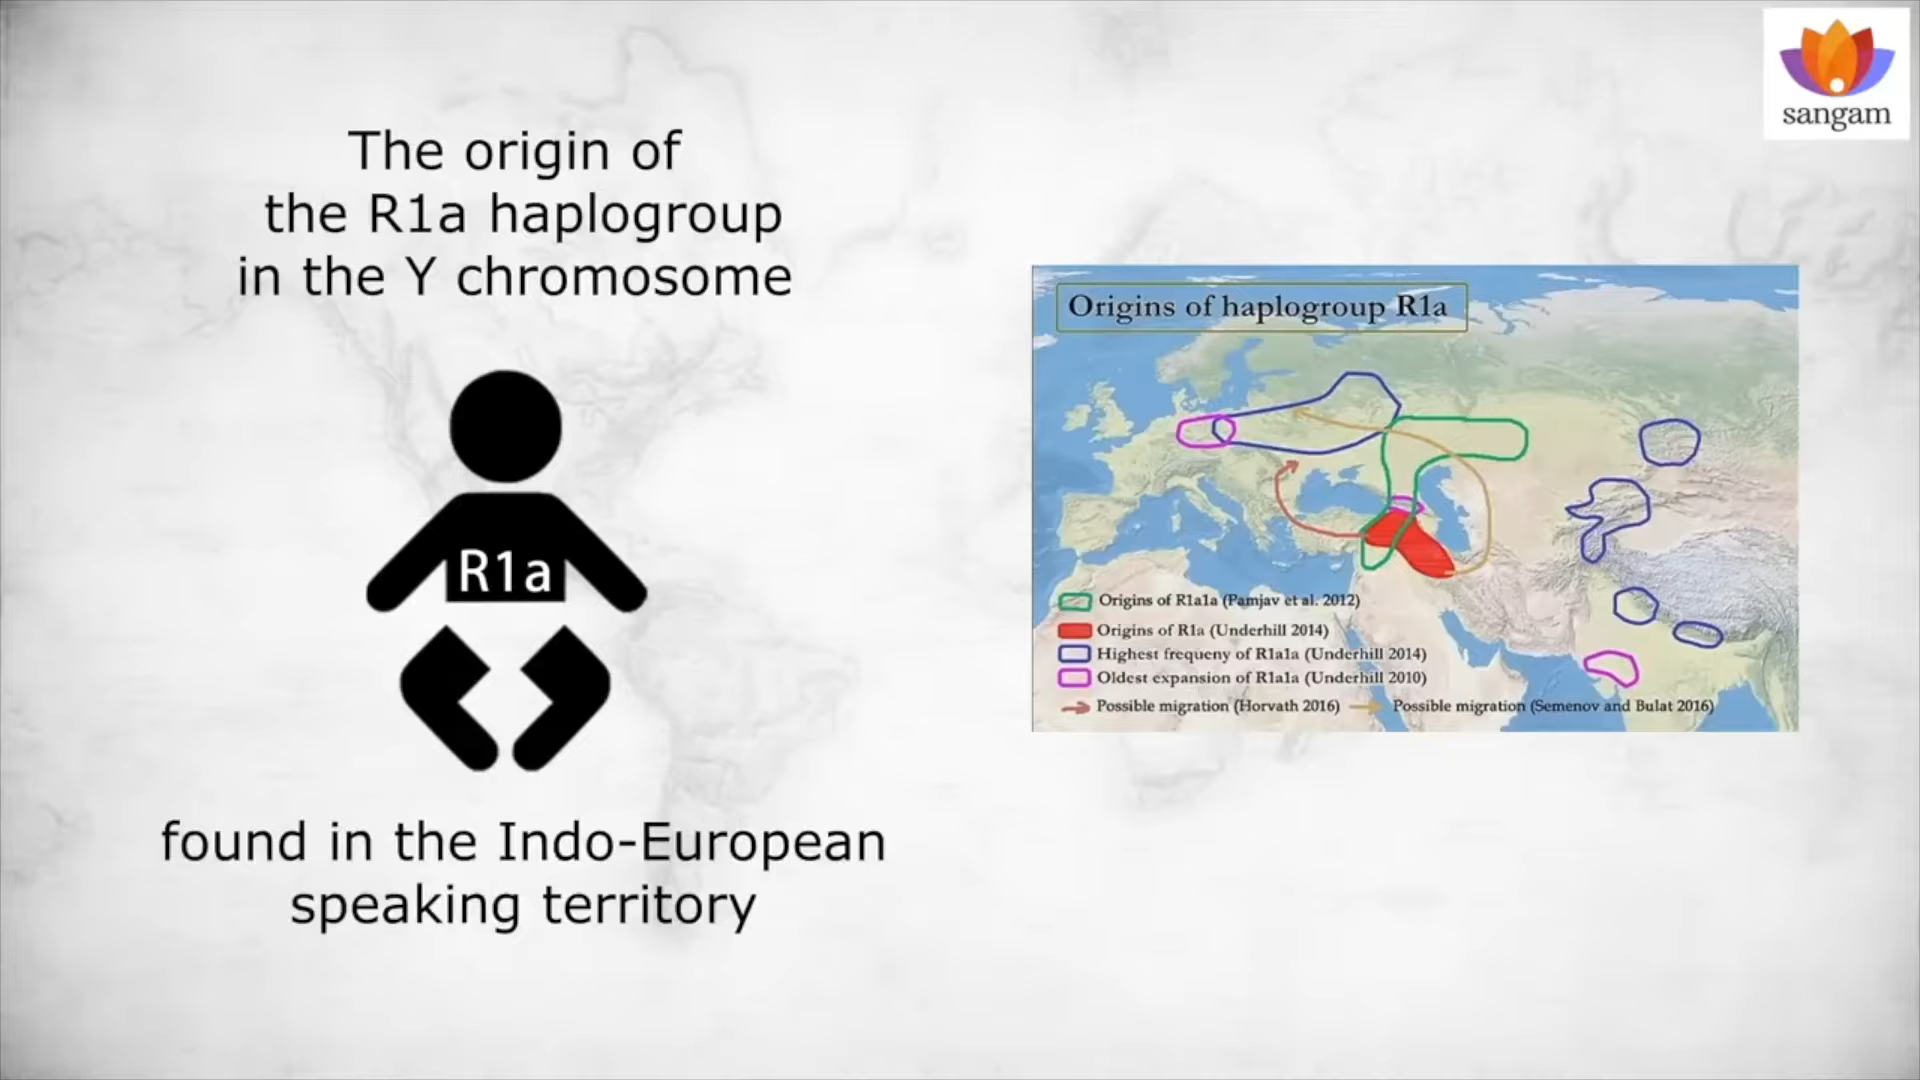 The origin of
the R1a haplogroup
in the Y chromosome
R1a
found in the Indo-European
speaking territory
sangam
Origins of haplogroup R1a
Origins of R1a1a (Pamjav et al. 2012)
Origins of R1a (Underhill 2014)
Highest frequeny of R1a1a (Underhill 2014)
Oldest expansion of R1a1a (Underhill 2010)
Possible migration (Horvath 2016) Possible migration (Semenov and Bulat 2016)